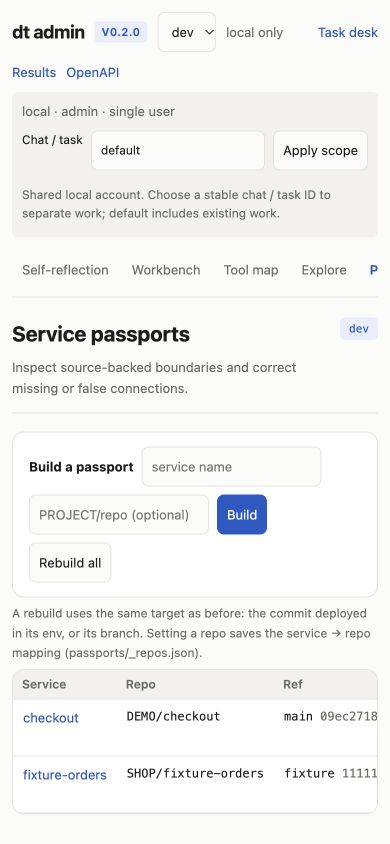 dt admin V0.2.0 dev local only Task desk
Results OpenAPI
local · admin · single user
Chat / task default Apply scope
Shared local account. Choose a stable chat / task ID to
separate work; default includes existing work.
Self-reflection Workbench Tool map Explore P
Service passports dev
Inspect source-backed boundaries and correct
missing or false connections.
Build a passport service name
PROJECT/repo (optional) Build
Rebuild all
A rebuild uses the same target as before: the commit deployed
in its env, or its branch. Setting a repo saves the service → repo
mapping (passports/_repos.json).
Service Repo Ref
checkout DEMO/checkout main 09ec2718
fixture-orders SHOP/fixture-orders fixture 11111